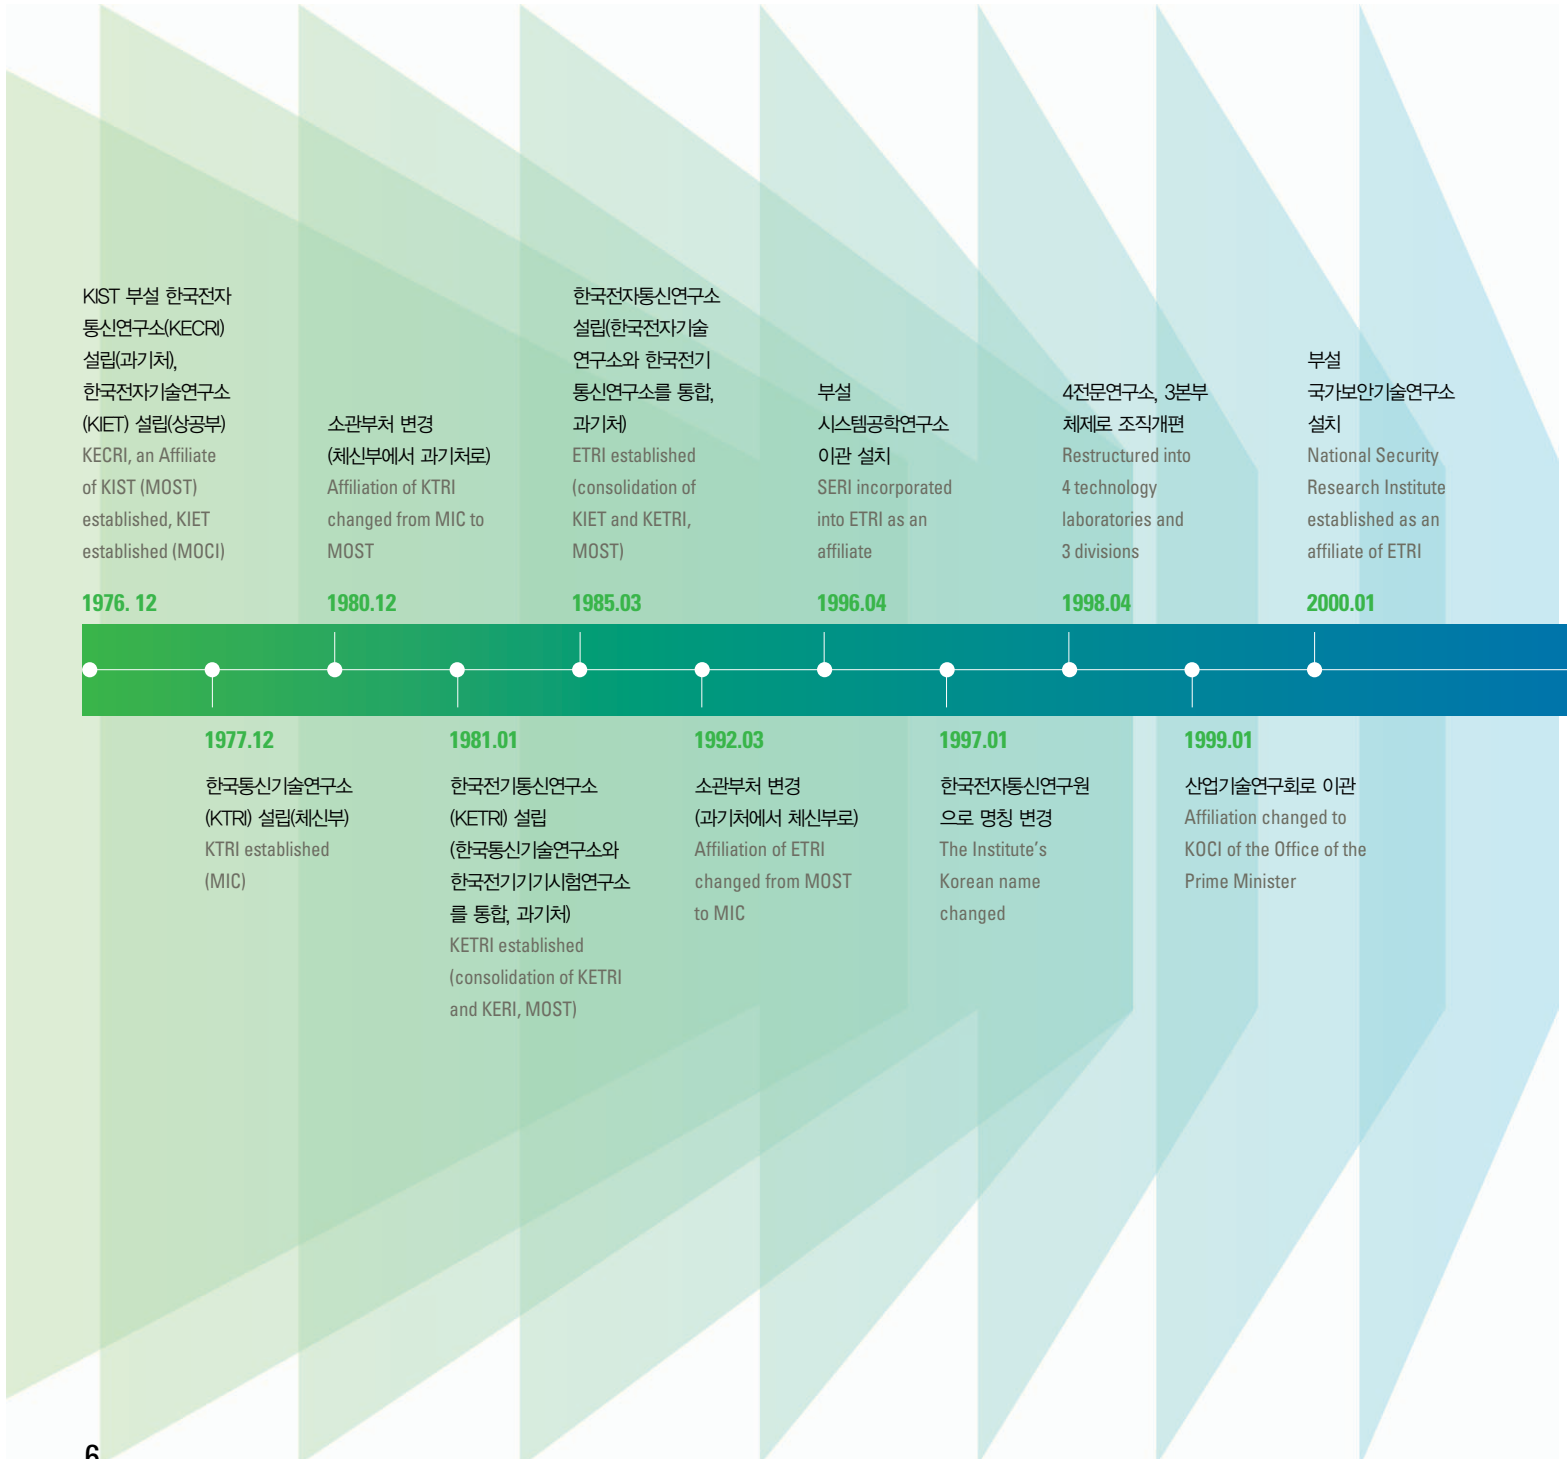 KIST 부설 한국전자
통신연구소(KECRI)
설립(과기처),
한국전자기술연구소
(KIET) 설립(상공부)
KECRI, an Affiliate
of KIST (MOST)
established, KIET
established (MOCI)
1976. 12
소관부처 변경
(체신부에서 과기처로)
Affiliation of KTRI
changed from MIC to
MOST
1980.12
한국전자통신연구소
설립(한국전자기술
연구소와 한국전기
통신연구소를 통합,
과기처)
ETRI established
(consolidation of
KIET and KETRI,
MOST)
1985.03
부설
시스템공학연구소
이관 설치
SERI incorporated
into ETRI as an
affiliate
1996.04
4전문연구소, 3본부
체제로 조직개편
Restructured into
4 technology
laboratories and
3 divisions
1998.04
부설
국가보안기술연구소
설치
National Security
Research Institute
established as an
affiliate of ETRI
2000.01
1977.12
한국통신기술연구소
(KTRI) 설립(체신부)
KTRI established
(MIC)
1981.01
한국전기통신연구소
(KETRI) 설립
(한국통신기술연구소와
한국전기기기시험연구소
를 통합, 과기처)
KETRI established
(consolidation of KETRI
and KERI, MOST)
1992.03
소관부처 변경
(과기처에서 체신부로)
Affiliation of ETRI
changed from MOST
to MIC
1997.01
한국전자통신연구원
으로 명칭 변경
The Institute's
Korean name
changed
1999.01
산업기술연구회로 이관
Affiliation changed to
KOCI of the Office of the
Prime Minister
6